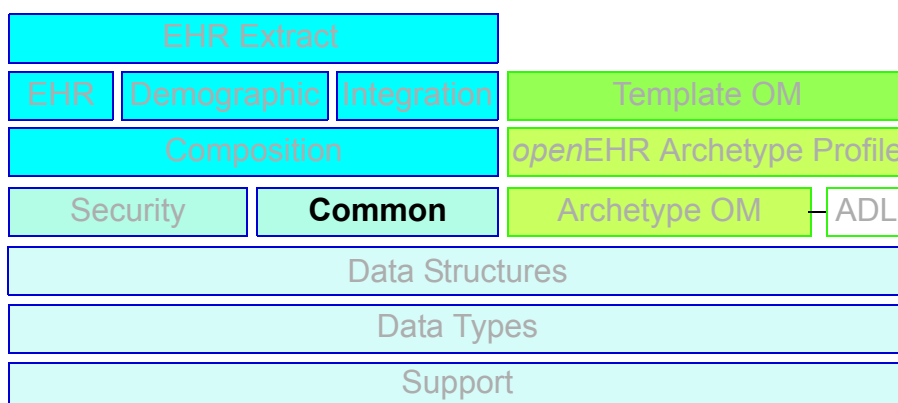 EHR Extract
EHR Demographic Integration Template OM
Composition openEHR Archetype Profile
Security Common Archetype OM ADL
Data Structures
Data Types
Support